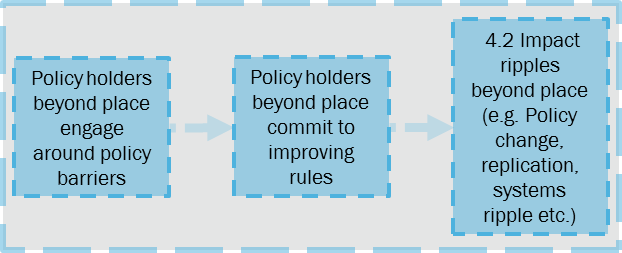 Policy holders
beyond place
engage
around policy
barriers
Policy holders
beyond place
commit to
improving
rules
4.2 Impact
ripples
beyond place
(e.g. Policy
change,
replication,
systems
ripple etc.)